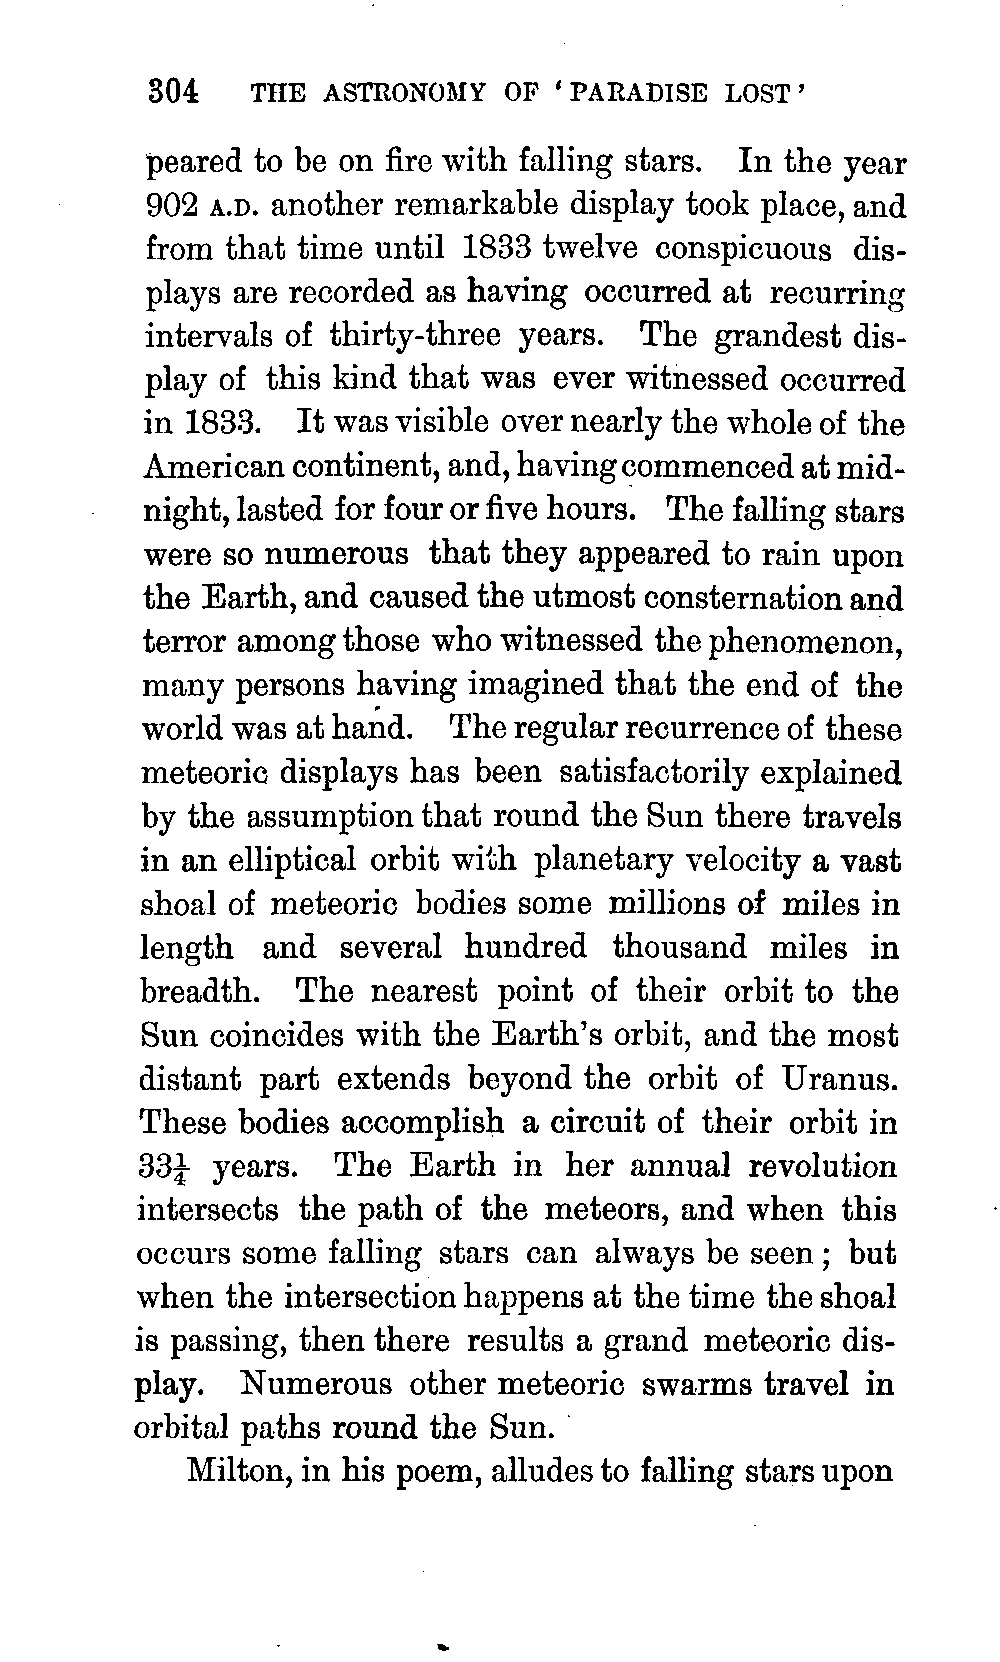 304 THE ASTRONOMY OF ‘PARADISE LOST’
peared to be on fire with falling stars. In the year
902 A.D. another remarkable display took place, and
from that time until 1833 twelve conspicuous dis-
plays are recorded as having occurred at recurring
intervals of thirty-three years. The grandest dis-
play of this kind that was ever witnessed occurred
in 1833. It was visible over nearly the whole of the
American continent, and, having commenced at mid-
night, lasted for four or five hours. The falling stars
were so numerous that they appeared to rain upon
the Earth, and caused the utmost consternation and
terror among those who witnessed the phenomenon,
many persons having imagined that the end of the
world was at hand. The regular recurrence of these
meteoric displays has been satisfactorily explained
by the assumption that round the Sun there travels
in an elliptical orbit with planetary velocity a vast
shoal of meteoric bodies some millions of miles in
length and several hundred thousand miles in
breadth. The nearest point of their orbit to the
Sun coincides with the Earth’s orbit, and the most
distant part extends beyond the orbit of Uranus.
These bodies accomplish a circuit of their orbit in
33¼ years. The Earth in her annual revolution
intersects the path of the meteors, and when this
occurs some falling stars can always be seen; but
when the intersection happens at the time the shoal
is passing, then there results a grand meteoric dis-
play. Numerous other meteoric swarms travel in
orbital paths round the Sun.
Milton, in his poem, alludes to falling stars upon